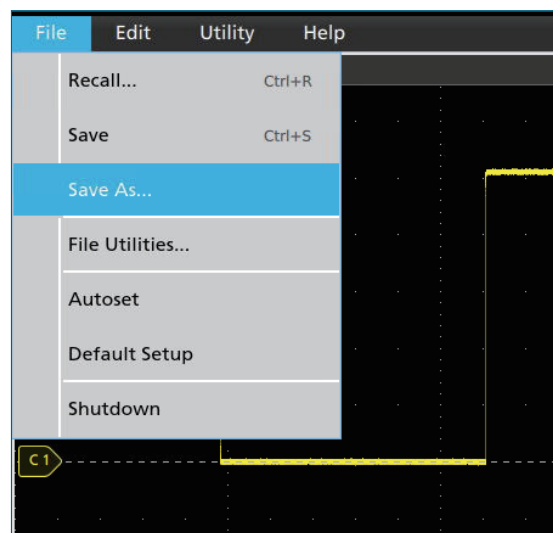 File Edit Utility Help
Recall... Ctrl+R
Save Ctrl+S
Save As...
File Utilities...
Autoset
Default Setup
Shutdown
C1